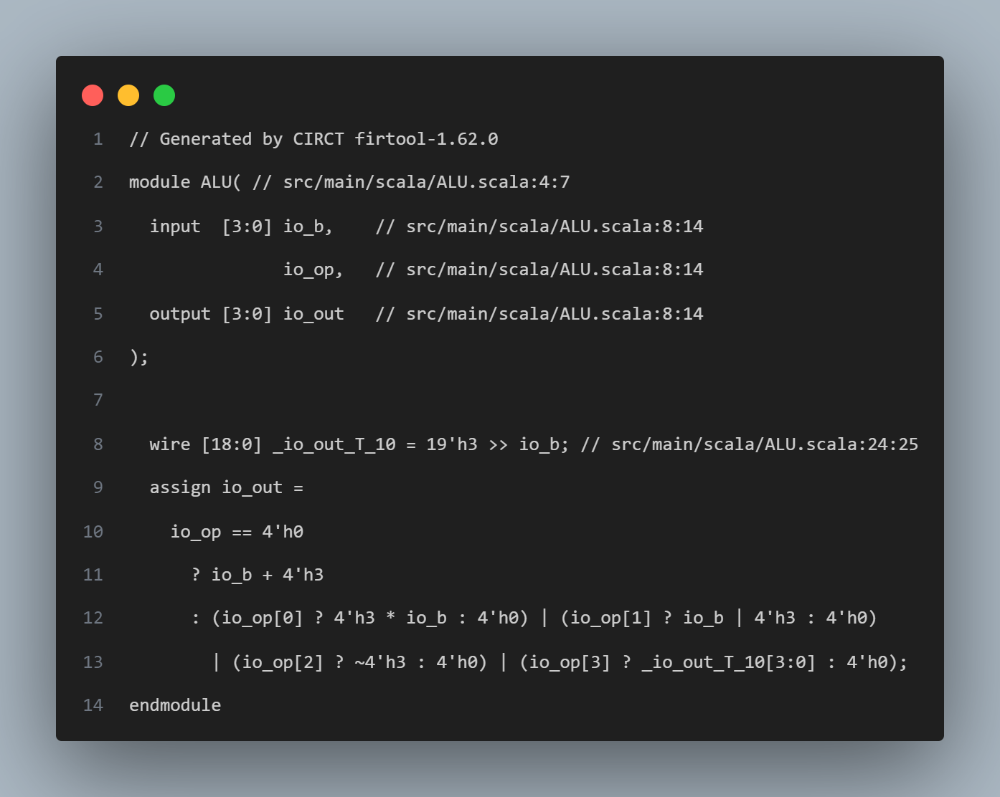 1 // Generated by CIRCT firtool-1.62.0
2 module ALU( // src/main/scala/ALU.scala:4:7
3   input  [3:0] io_b,    // src/main/scala/ALU.scala:8:14
4                io_op,   // src/main/scala/ALU.scala:8:14
5   output [3:0] io_out   // src/main/scala/ALU.scala:8:14
6 );
7
8   wire [18:0] _io_out_T_10 = 19'h3 >> io_b; // src/main/scala/ALU.scala:24:25
9   assign io_out =
10     io_op == 4'h0
11       ? io_b + 4'h3
12       : (io_op[0] ? 4'h3 * io_b : 4'h0) | (io_op[1] ? io_b | 4'h3 : 4'h0)
13         | (io_op[2] ? ~4'h3 : 4'h0) | (io_op[3] ? _io_out_T_10[3:0] : 4'h0);
14 endmodule